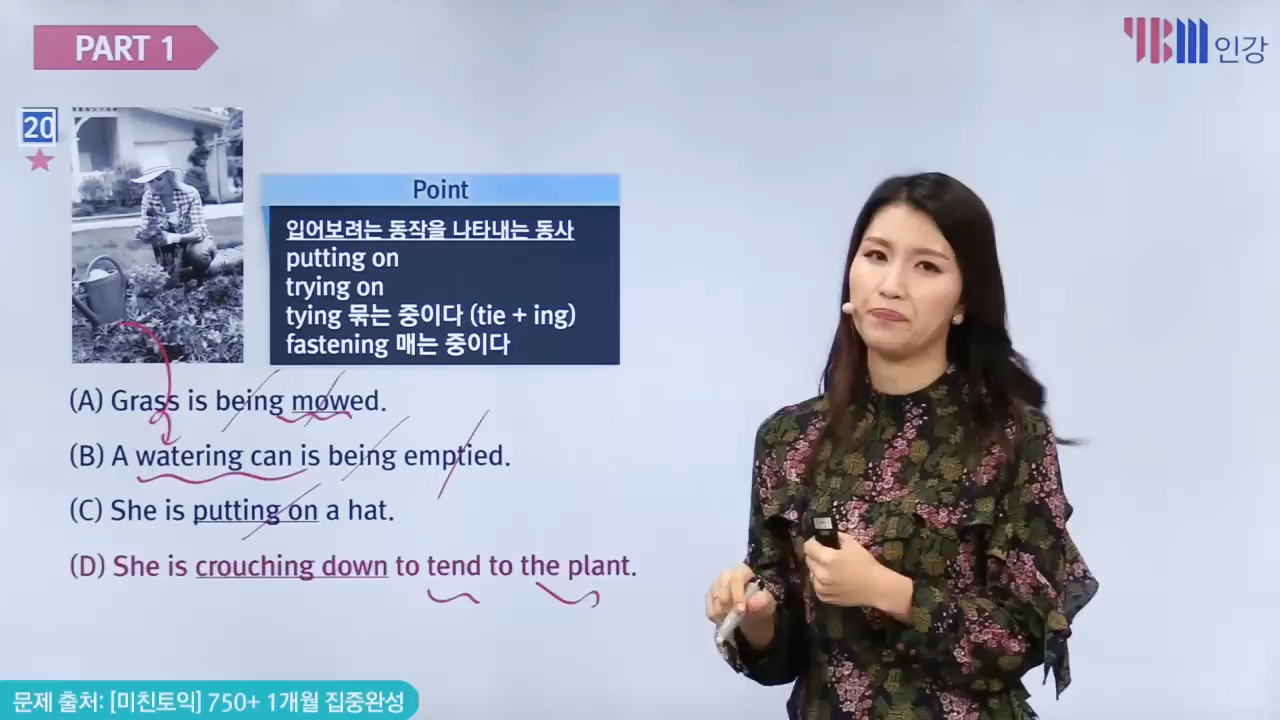 PART 1
YBM 인강
20
Point
입어보려는 동작을 나타내는 동사
putting on
trying on
tying 묶는 중이다 (tie + ing)
fastening 매는 중이다
(A) Grass is being mowed.
(B) A watering can is being emptied.
(C) She is putting on a hat.
(D) She is crouching down to tend to the plant.
문제 출처: [미친토익] 750+ 1개월 집중완성